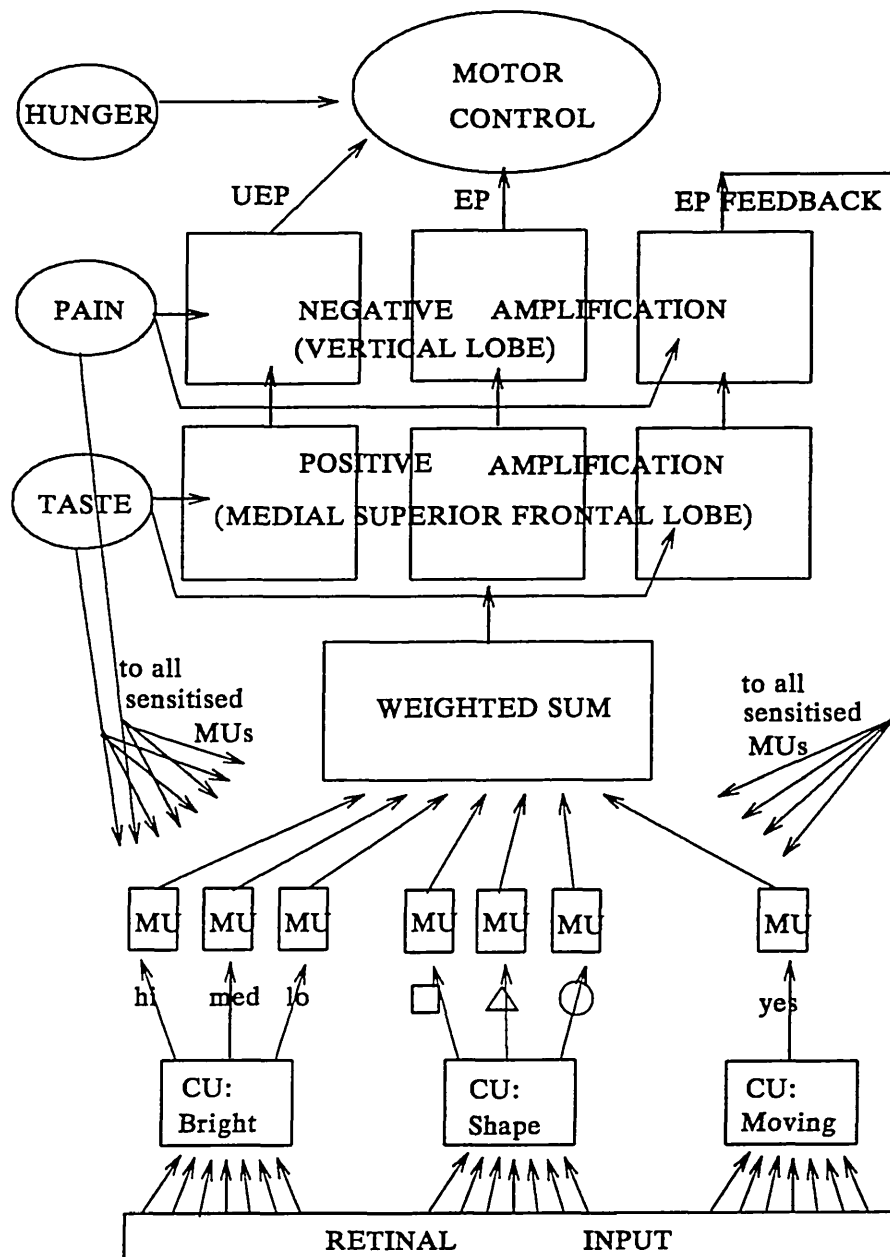 MOTOR
CONTROL
HUNGER
UEP
EP
EP FEEDBACK
PAIN
NEGATIVE AMPLIFICATION
(VERTICAL LOBE)
POSITIVE AMPLIFICATION
TASTE
(MEDIAL SUPERIOR FRONTAL LOBE)
to all
sensitised
MUs
WEIGHTED SUM
to all
sensitised
MUs
MU MU MU MU MU MU MU
hi med lo yes
CU:
Bright
CU:
Shape
CU:
Moving
RETINAL INPUT